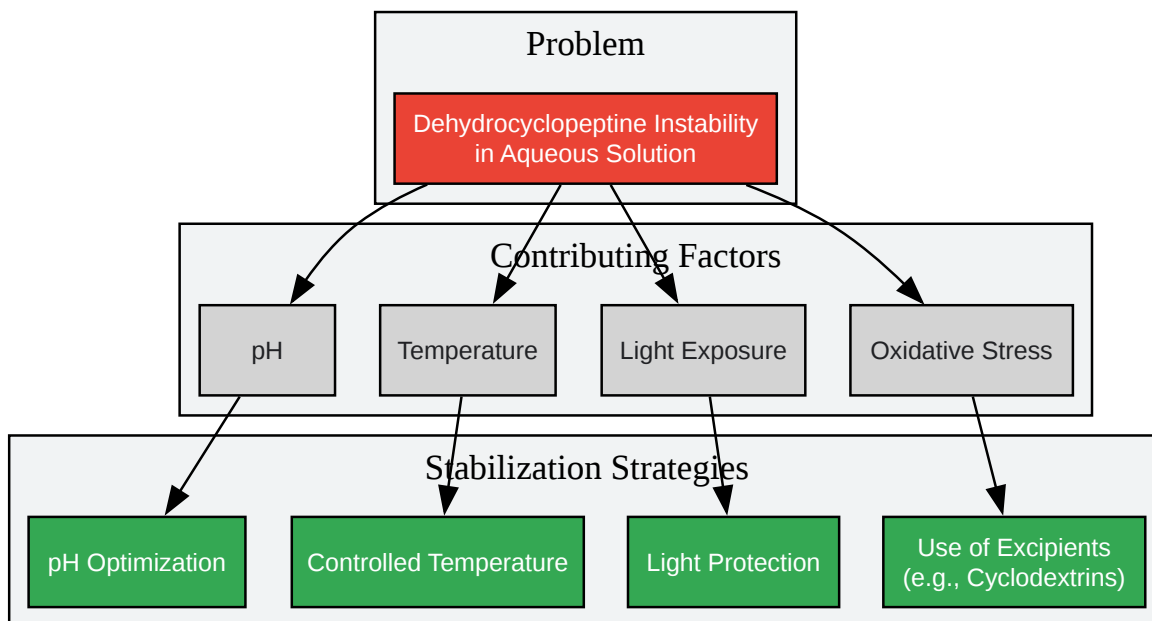 Problem
Dehydrocyclopeptine Instability
in Aqueous Solution
Contributing Factors
pH
Temperature
Light Exposure
Oxidative Stress
Stabilization Strategies
pH Optimization
Controlled Temperature
Light Protection
Use of Excipients
(e.g., Cyclodextrins)